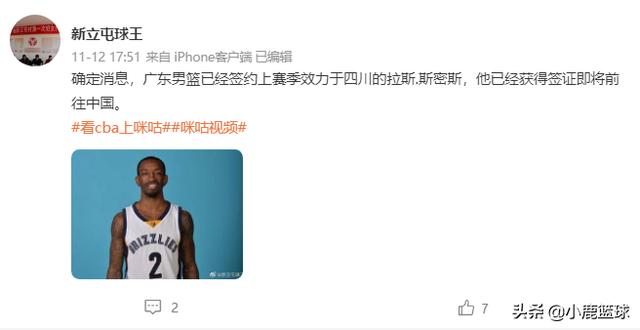 新立屯球王
11-12 17:51 来自 iPhone客户端 已编辑
确定消息，广东男篮已经签约上赛季效力于四川的拉斯.斯密斯，他已经获得签证即将前
往中国。
#看cba上咪咕##咪咕视频#
GRIZZLIES
2
2
7
头条 @小鹿篮球